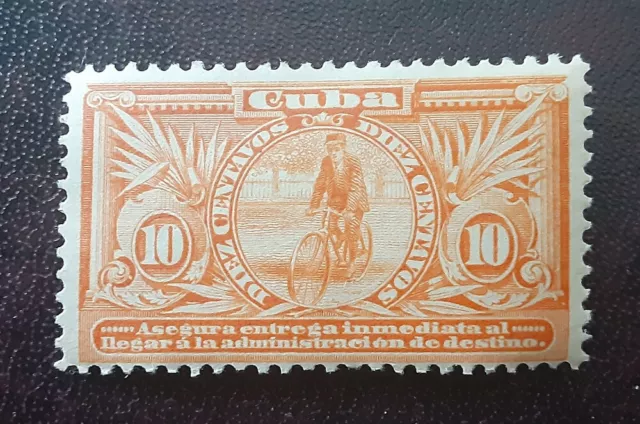 Cuba
DIEZ CENTAVOS
DIEZ CENTAVOS
10
10
Asegura entrega inmediata al
llegar á la administración de destino.